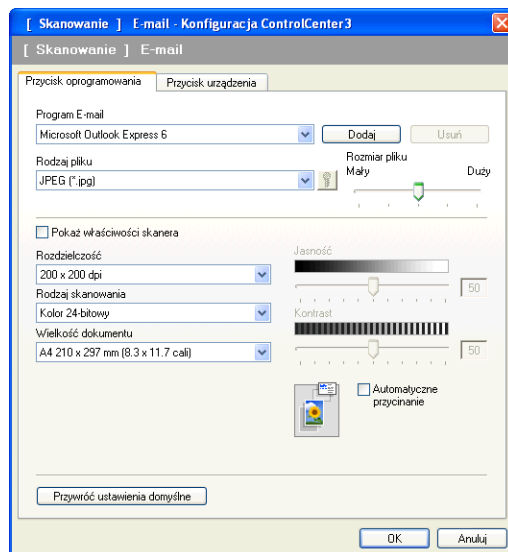 [ Skanowanie ] E-mail - Konfiguracja ControlCenter3
[ Skanowanie ] E-mail
Przycisk oprogramowania
Przycisk urządzenia
Program E-mail
Microsoft Outlook Express 6
Dodaj
Usuń
Rodzaj pliku
JPEG (*.jpg)
Rozmiar pliku
Mały
Duży
Pokaż właściwości skanera
Rozdzielczość
200 x 200 dpi
Rodzaj skanowania
Kolor 24-bitowy
Wielkość dokumentu
A4 210 x 297 mm (8.3 x 11.7 cali)
Jasność
50
Kontrast
50
Automatyczne
przycinanie
Przywróć ustawienia domyślne
OK
Anuluj